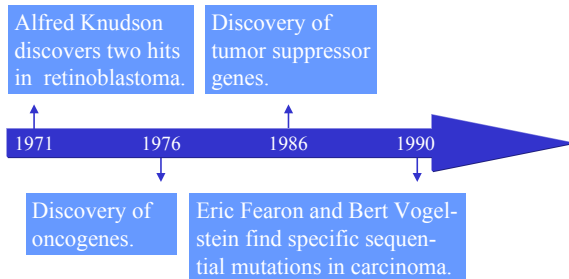 Alfred Knudson
discovers two hits
in retinoblastoma.
Discovery of
tumor suppressor
genes.
1971
1976
1986
1990
Discovery of
oncogenes.
Eric Fearon and Bert Vogel-
stein find specific sequen-
tial mutations in carcinoma.